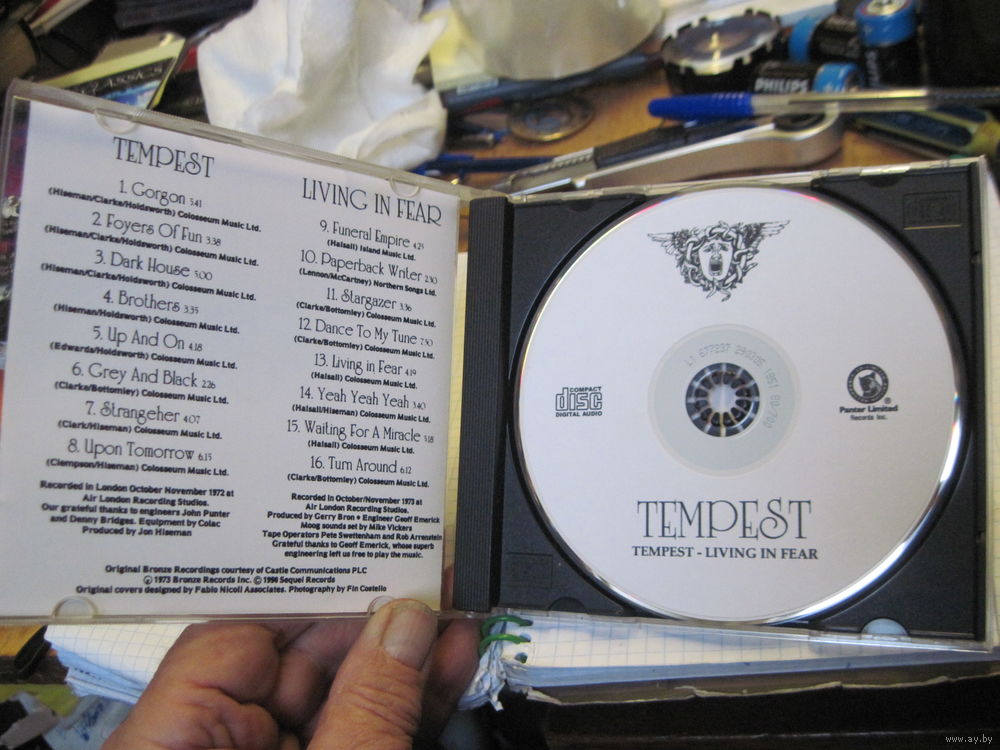 TEMPEST
1. Gorgon 5.41
(Hiseman/Clarke/Holdsworth) Colosseum Music Ltd.
2. Foyers Of Fun 3.38
(Hiseman/Clarke/Holdsworth) Colosseum Music Ltd.
3. Dark House 5.00
(Hiseman/Clarke/Holdsworth) Colosseum Music Ltd.
4. Brothers 3.35
(Hiseman/Holdsworth) Colosseum Music Ltd.
5. Up And On 4.18
(Edwards/Holdsworth) Colosseum Music Ltd.
6. Grey And Black 2.26
(Clarke/Bottomley) Colosseum Music Ltd.
7. Strangeher 4.07
(Clark/Hiseman) Colosseum Music Ltd.
8. Upon Tomorrow 6.15
(Clempson/Hiseman) Colosseum Music Ltd.
Recorded in London October November 1972 at
Air London Recording Studios.
Our grateful thanks to engineers John Punter
and Denny Bridges. Equipment by Colac
Produced by Jon Hiseman
LIVING IN FEAR
9. Funeral Empire 4.23
(Halsall) Island Music Ltd.
10. Paperback Writer 2.30
(Lennon/McCartney) Northern Songs Ltd.
11. Stargazer 3.36
(Clarke/Bottomley) Colosseum Music Ltd.
12. Dance To My Tune 7.50
(Clarke/Bottomley) Colosseum Music Ltd.
13. Living in Fear 4.19
(Halsall) Colosseum Music Ltd.
14. Yeah Yeah Yeah 3.40
(Halsall/Hiseman) Colosseum Music Ltd.
15. Waiting For A Miracle 5.18
(Halsall) Colosseum Music Ltd.
16. Turn Around 6.12
(Clarke/Bottomley) Colosseum Music Ltd.
Recorded in October/November 1973 at
Air London Recording Studios.
Produced by Gerry Bron • Engineer Geoff Emerick
Moog sounds set by Mike Vickers
Tape Operators Pete Swettenham and Rob Arrenstein
Grateful thanks to Geoff Emerick, whose superb
engineering left us free to play the music.
Original Bronze Recordings courtesy of Castle Communications PLC
℗ 1973 Bronze Records Inc. © 1990 Sequel Records
Original covers designed by Fabio Nicoli Associates. Photography by Fin Costello
COMPACT
disc
DIGITAL AUDIO
Panter Limited ®
Records Inc.
TEMPEST
TEMPEST - LIVING IN FEAR
PHILIPS
www.ay.by